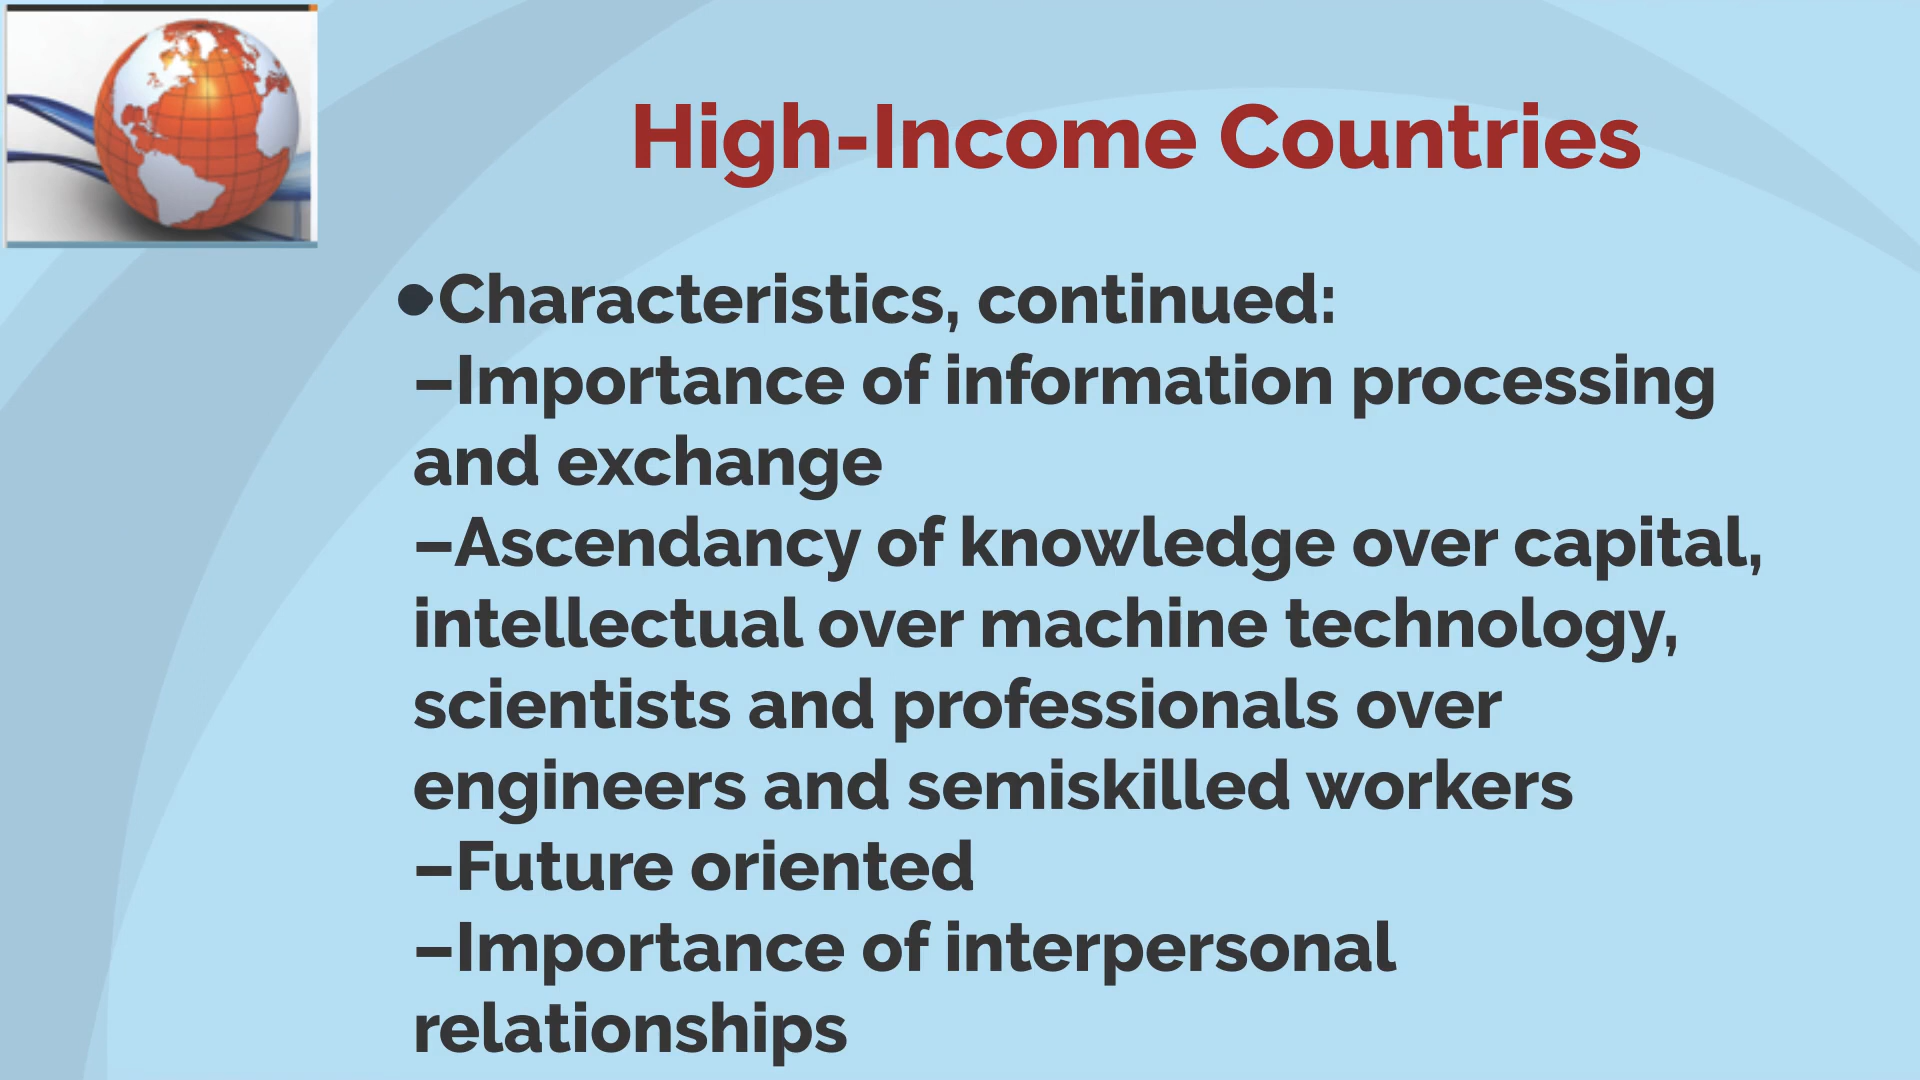 High-Income Countries
•Characteristics, continued:
–Importance of information processing
and exchange
–Ascendancy of knowledge over capital,
intellectual over machine technology,
scientists and professionals over
engineers and semiskilled workers
–Future oriented
–Importance of interpersonal
relationships